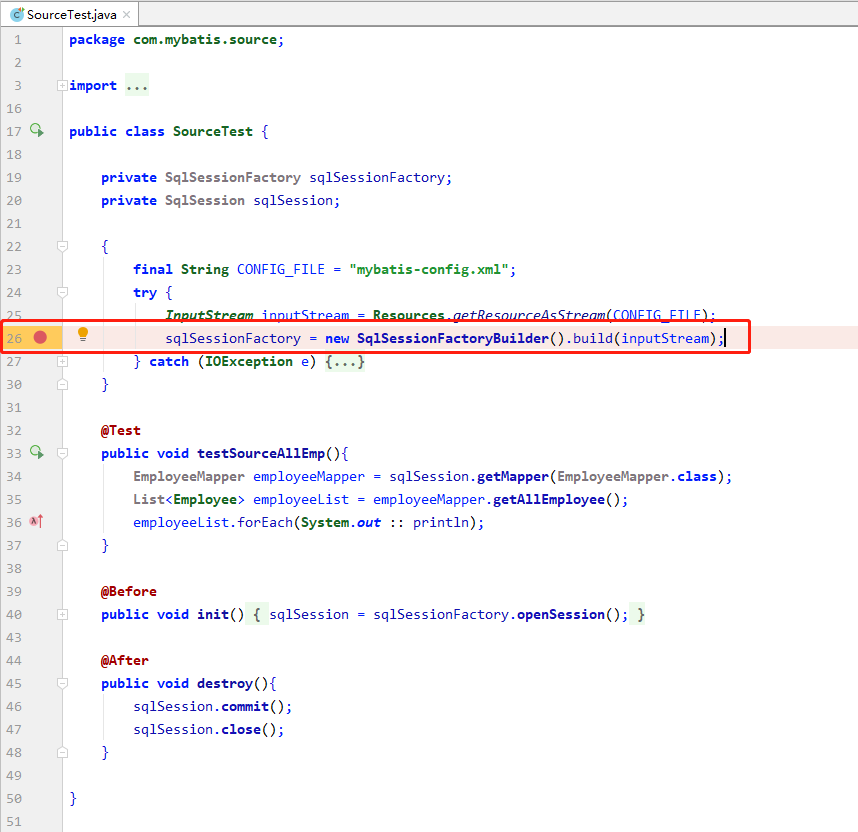 SourceTest.java
1 package com.mybatis.source;
2
3 import ...
16
17 public class SourceTest {
18
19 private SqlSessionFactory sqlSessionFactory;
20 private SqlSession sqlSession;
21
22 {
23 final String CONFIG_FILE = "mybatis-config.xml";
24 try {
25 InputStream inputStream = Resources.getResourceAsStream(CONFIG_FILE);
26 sqlSessionFactory = new SqlSessionFactoryBuilder().build(inputStream);
27 } catch (IOException e) {...}
30 }
31
32 @Test
33 public void testSourceAllEmp(){
34 EmployeeMapper employeeMapper = sqlSession.getMapper(EmployeeMapper.class);
35 List<Employee> employeeList = employeeMapper.getAllEmployee();
36 employeeList.forEach(System.out :: println);
37 }
38
39 @Before
40 public void init() { sqlSession = sqlSessionFactory.openSession(); }
43
44 @After
45 public void destroy(){
46 sqlSession.commit();
47 sqlSession.close();
48 }
49
50 }
51